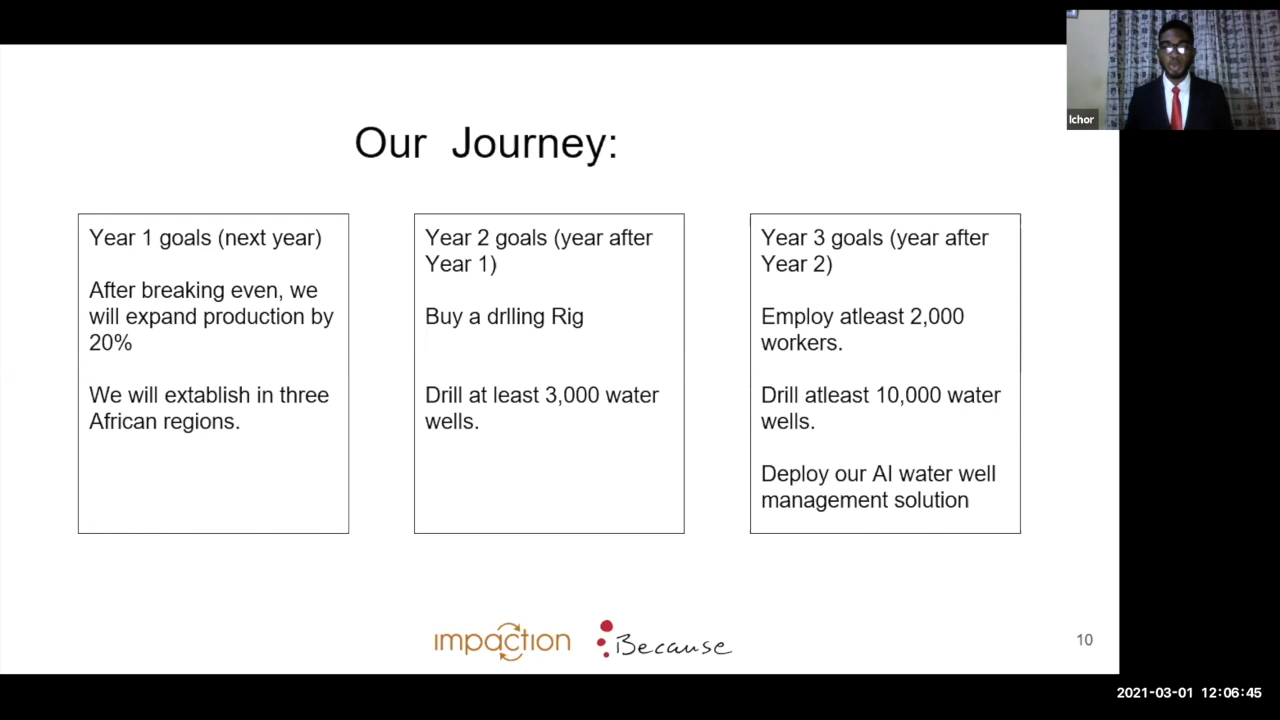 Ichor
Our Journey:
Year 1 goals (next year)
After breaking even, we
will expand production by
20%
We will extablish in three
African regions.
Year 2 goals (year after
Year 1)
Buy a drlling Rig
Drill at least 3,000 water
wells.
Year 3 goals (year after
Year 2)
Employ atleast 2,000
workers.
Drill atleast 10,000 water
wells.
Deploy our AI water well
management solution
impaction
Because
10
2021-03-01 12:06:45